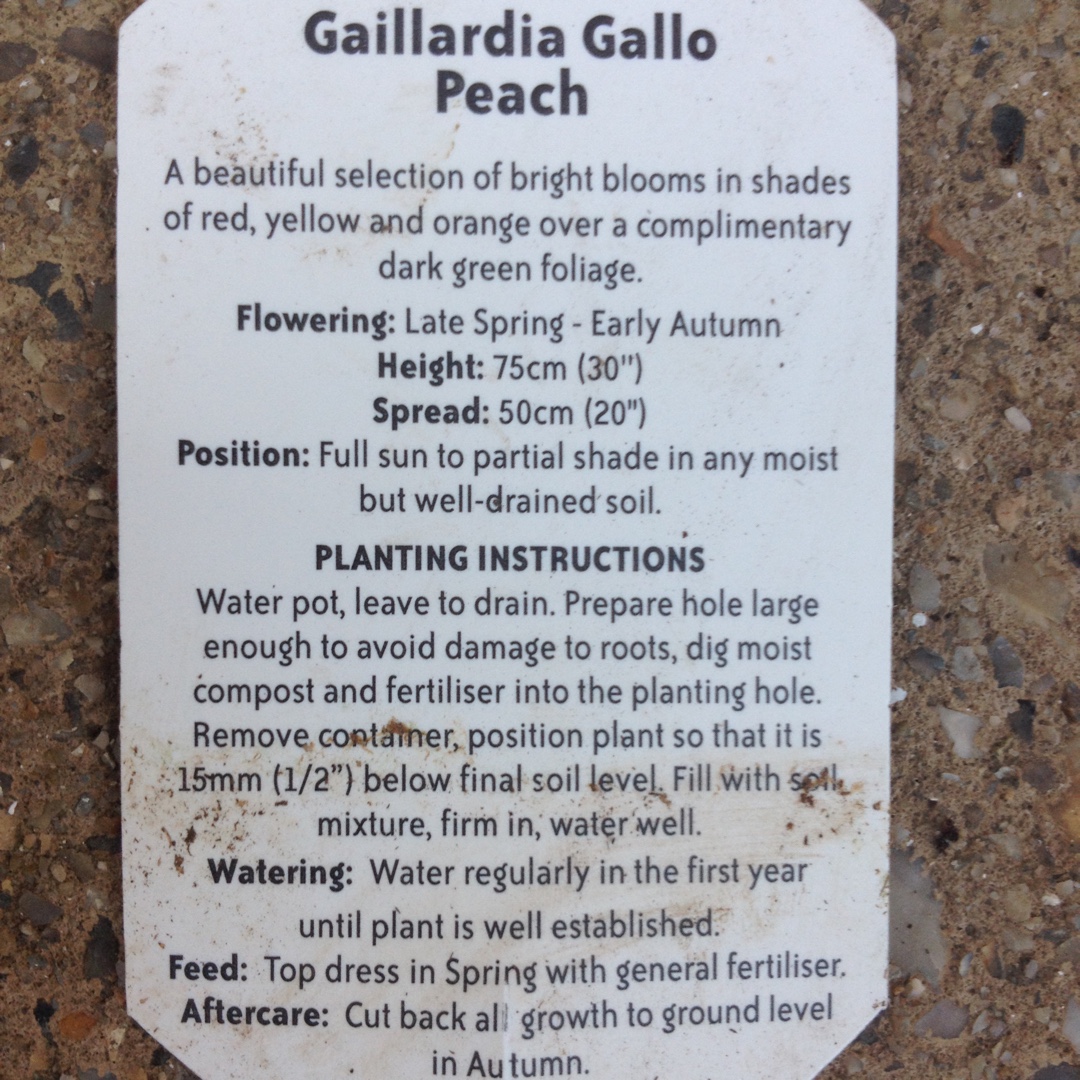 Gaillardia Gallo
Peach
A beautiful selection of bright blooms in shades
of red, yellow and orange over a complimentary
dark green foliage.
Flowering: Late Spring - Early Autumn
Height: 75cm (30")
Spread: 50cm (20")
Position: Full sun to partial shade in any moist
but well-drained soil.
PLANTING INSTRUCTIONS
Water pot, leave to drain. Prepare hole large
enough to avoid damage to roots, dig moist
compost and fertiliser into the planting hole.
Remove container, position plant so that it is
15mm (1/2”) below final soil level. Fill with soil
mixture, firm in, water well.
Watering: Water regularly in the first year
until plant is well established.
Feed: Top dress in Spring with general fertiliser.
Aftercare: Cut back all growth to ground level
in Autumn.